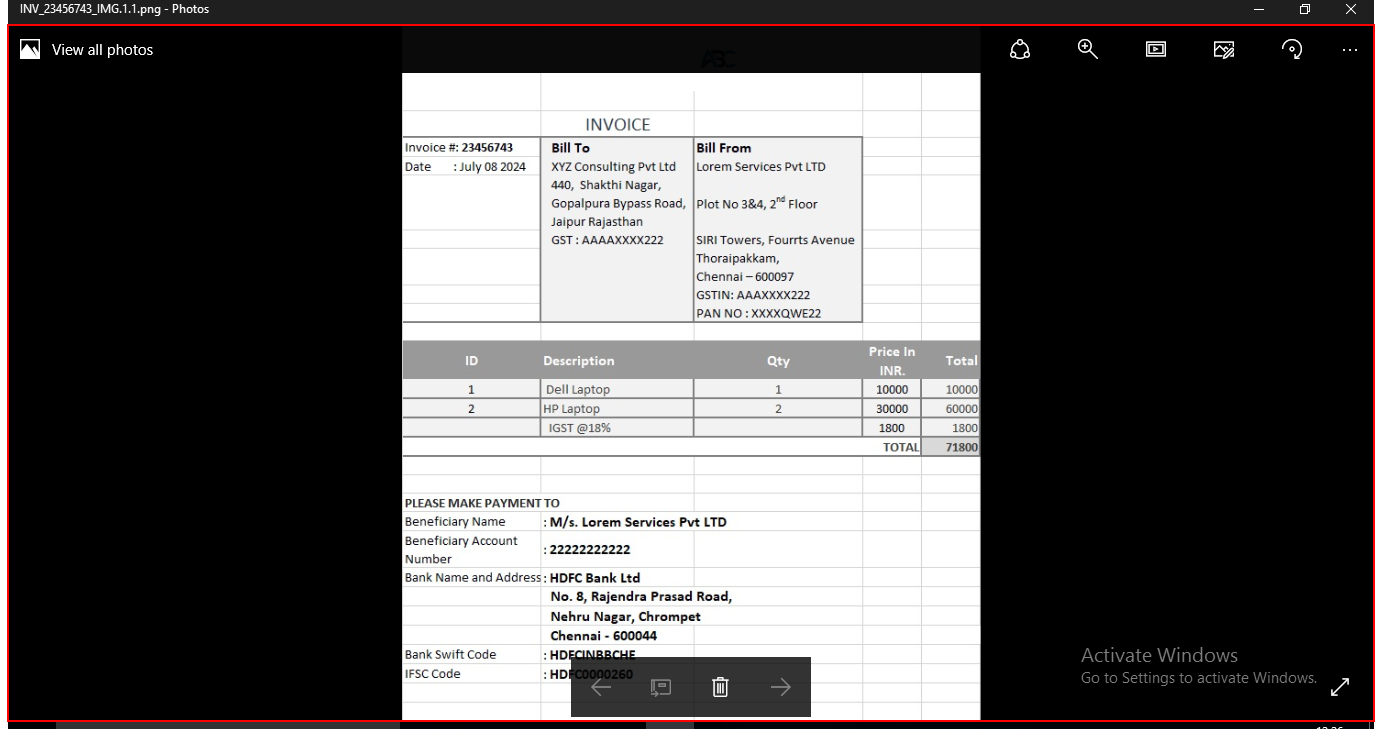 INV_23456743_IMG.1.1.png - Photos
View all photos
ABC
INVOICE
Invoice #: 23456743
Date : July 08 2024
Bill To
XYZ Consulting Pvt Ltd
440, Shakthi Nagar,
Gopalpura Bypass Road,
Jaipur Rajasthan
GST : AAAAXXXX222
Bill From
Lorem Services Pvt LTD
Plot No 3&4, 2nd Floor
SIRI Towers, Fourrts Avenue
Thoraipakkam,
Chennai – 600097
GSTIN: AAAXXXX222
PAN NO : XXXXQWE22
ID Description Qty Price In INR. Total
1 Dell Laptop 1 10000 10000
2 HP Laptop 2 30000 60000
IGST @18% 1800 1800
TOTAL 71800
PLEASE MAKE PAYMENT TO
Beneficiary Name : M/s. Lorem Services Pvt LTD
Beneficiary Account Number : 22222222222
Bank Name and Address : HDFC Bank Ltd
No. 8, Rajendra Prasad Road,
Nehru Nagar, Chrompet
Chennai - 600044
Bank Swift Code : HDFCINBBCHE
IFSC Code : HDFC0000260
Activate Windows
Go to Settings to activate Windows.